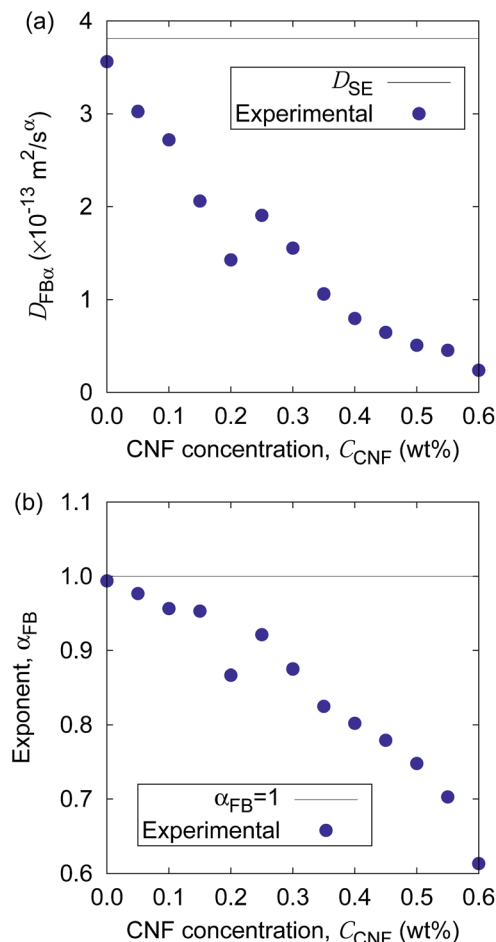 (a)
4
3
2
1
0
D_FBα (×10^-13 m^2/s^α)
D_SE
Experimental
0.0 0.1 0.2 0.3 0.4 0.5 0.6
CNF concentration, C_CNF (wt%)
(b)
1.1
1.0
0.9
0.8
0.7
0.6
Exponent, α_FB
α_FB=1
Experimental
0.0 0.1 0.2 0.3 0.4 0.5 0.6
CNF concentration, C_CNF (wt%)